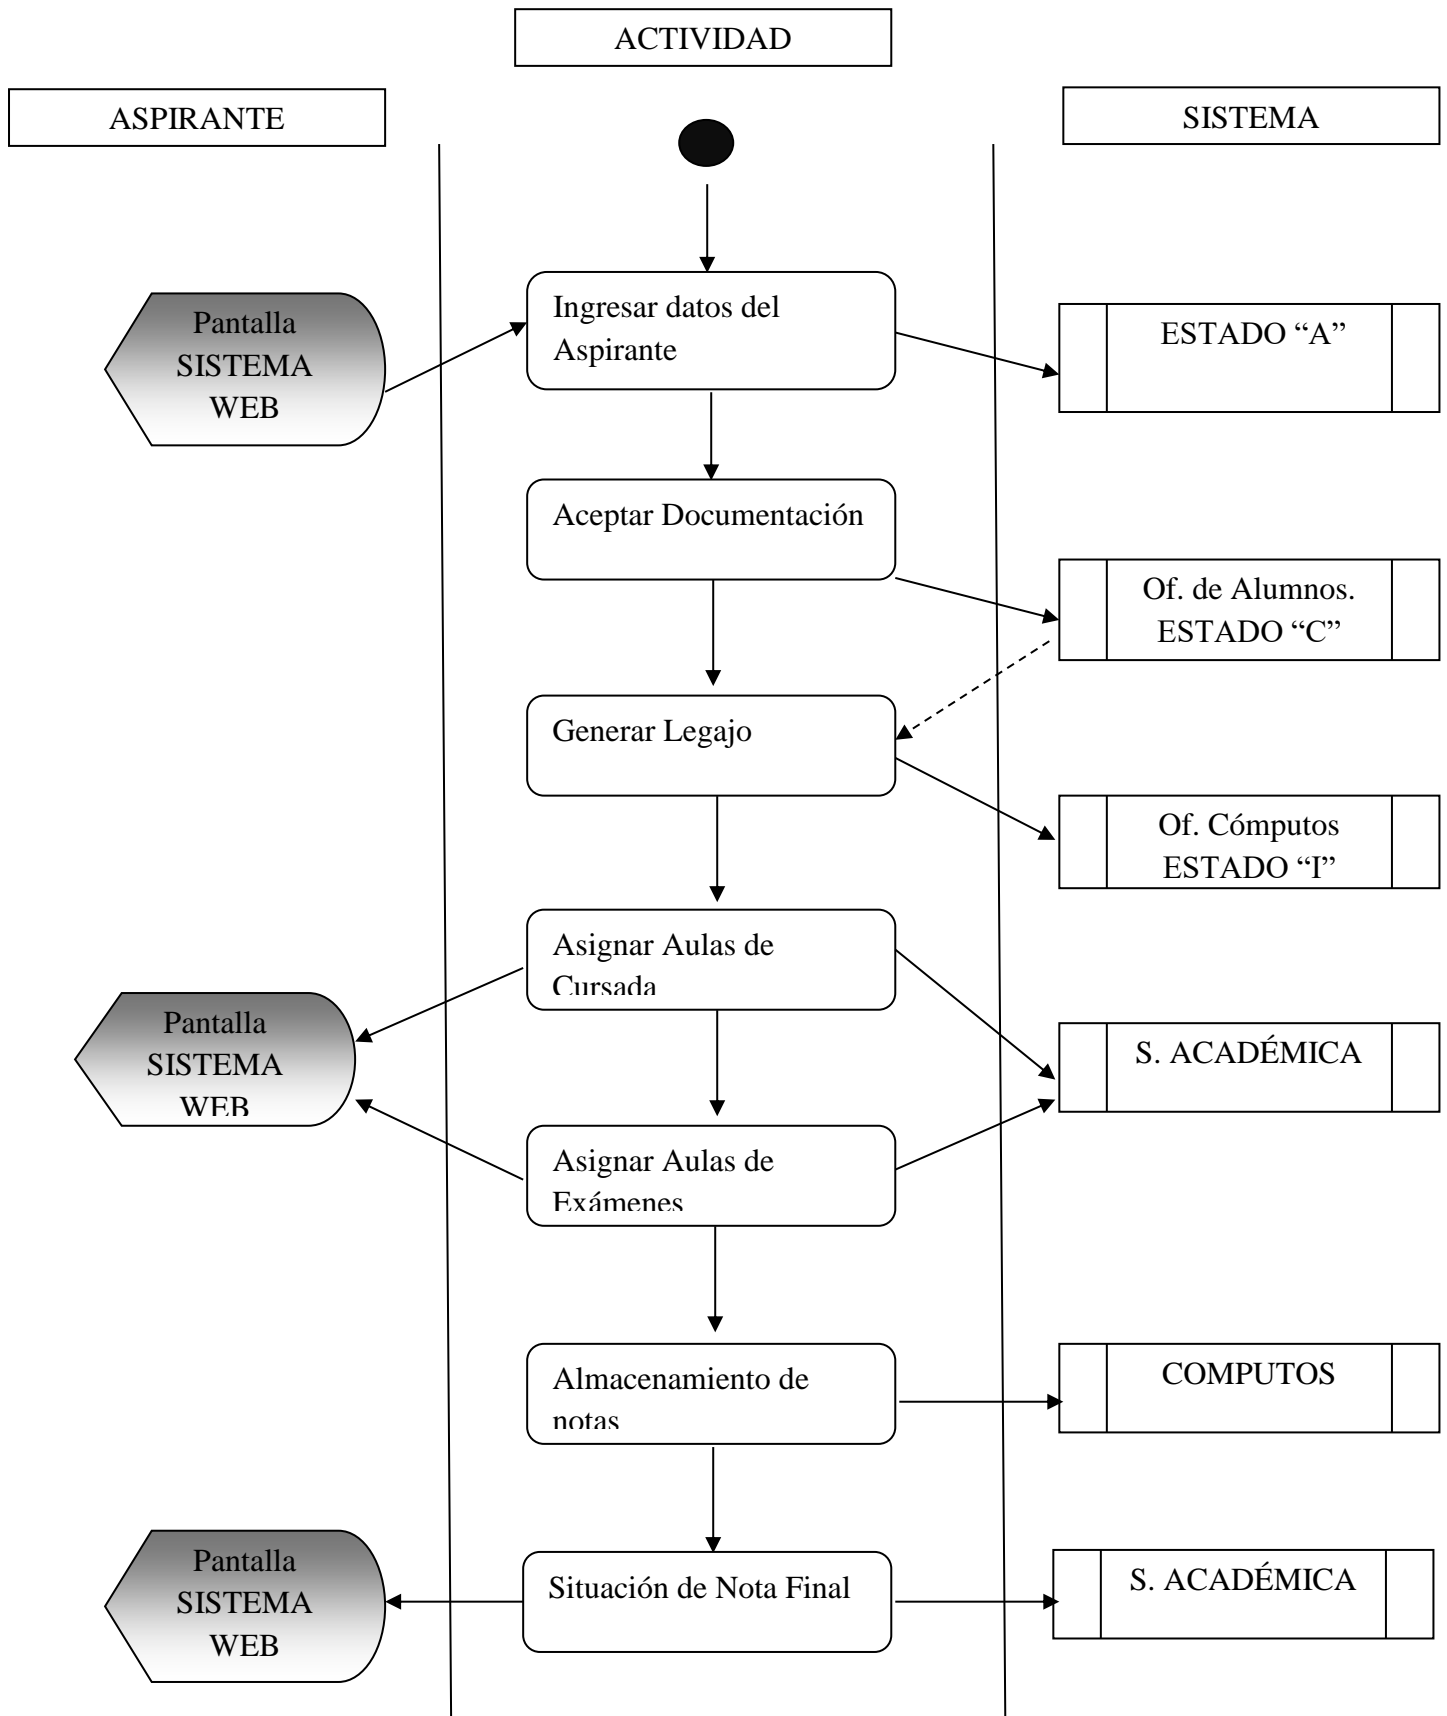 ACTIVIDAD
ASPIRANTE
SISTEMA
Pantalla
SISTEMA
WEB
Ingresar datos del
Aspirante
ESTADO “A”
Aceptar Documentación
Of. de Alumnos.
ESTADO “C”
Generar Legajo
Of. Cómputos
ESTADO “I”
Asignar Aulas de
Cursada
Pantalla
SISTEMA
WEB
S. ACADÉMICA
Asignar Aulas de
Exámenes
Almacenamiento de
notas
COMPUTOS
Pantalla
SISTEMA
WEB
Situación de Nota Final
S. ACADÉMICA